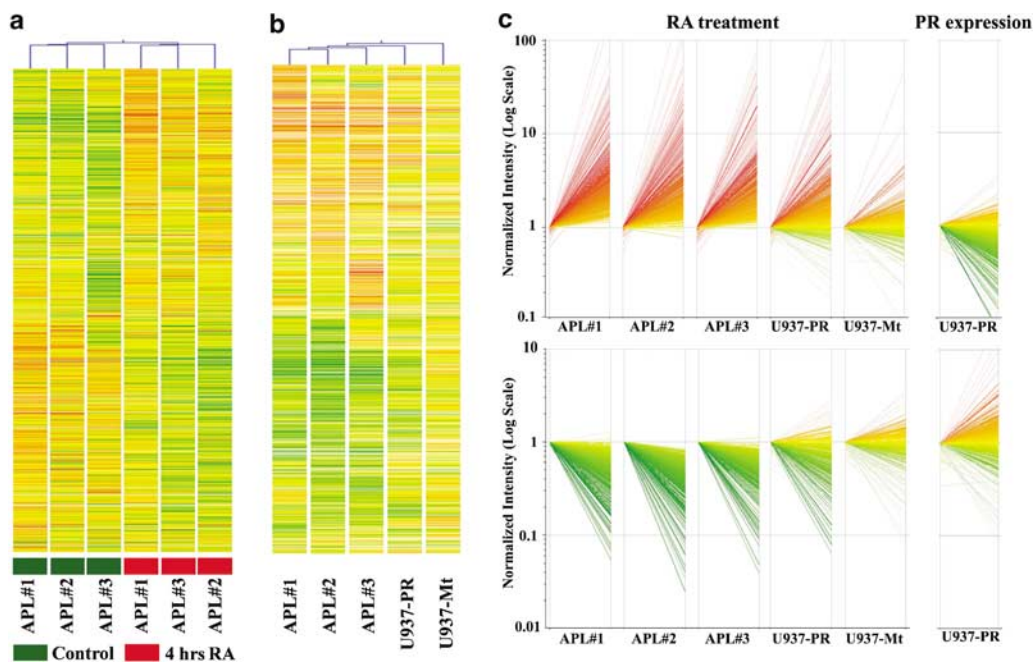 a
APL#1
APL#2
APL#3
APL#1
APL#3
APL#2
Control
4 hrs RA
b
APL#1
APL#2
APL#3
U937-PR
U937-Mt
c
RA treatment
PR expression
Normalized Intensity (Log Scale)
100
10
1
0.1
APL#1
APL#2
APL#3
U937-PR
U937-Mt
U937-PR
Normalized Intensity (Log Scale)
10
1
0.1
0.01
APL#1
APL#2
APL#3
U937-PR
U937-Mt
U937-PR